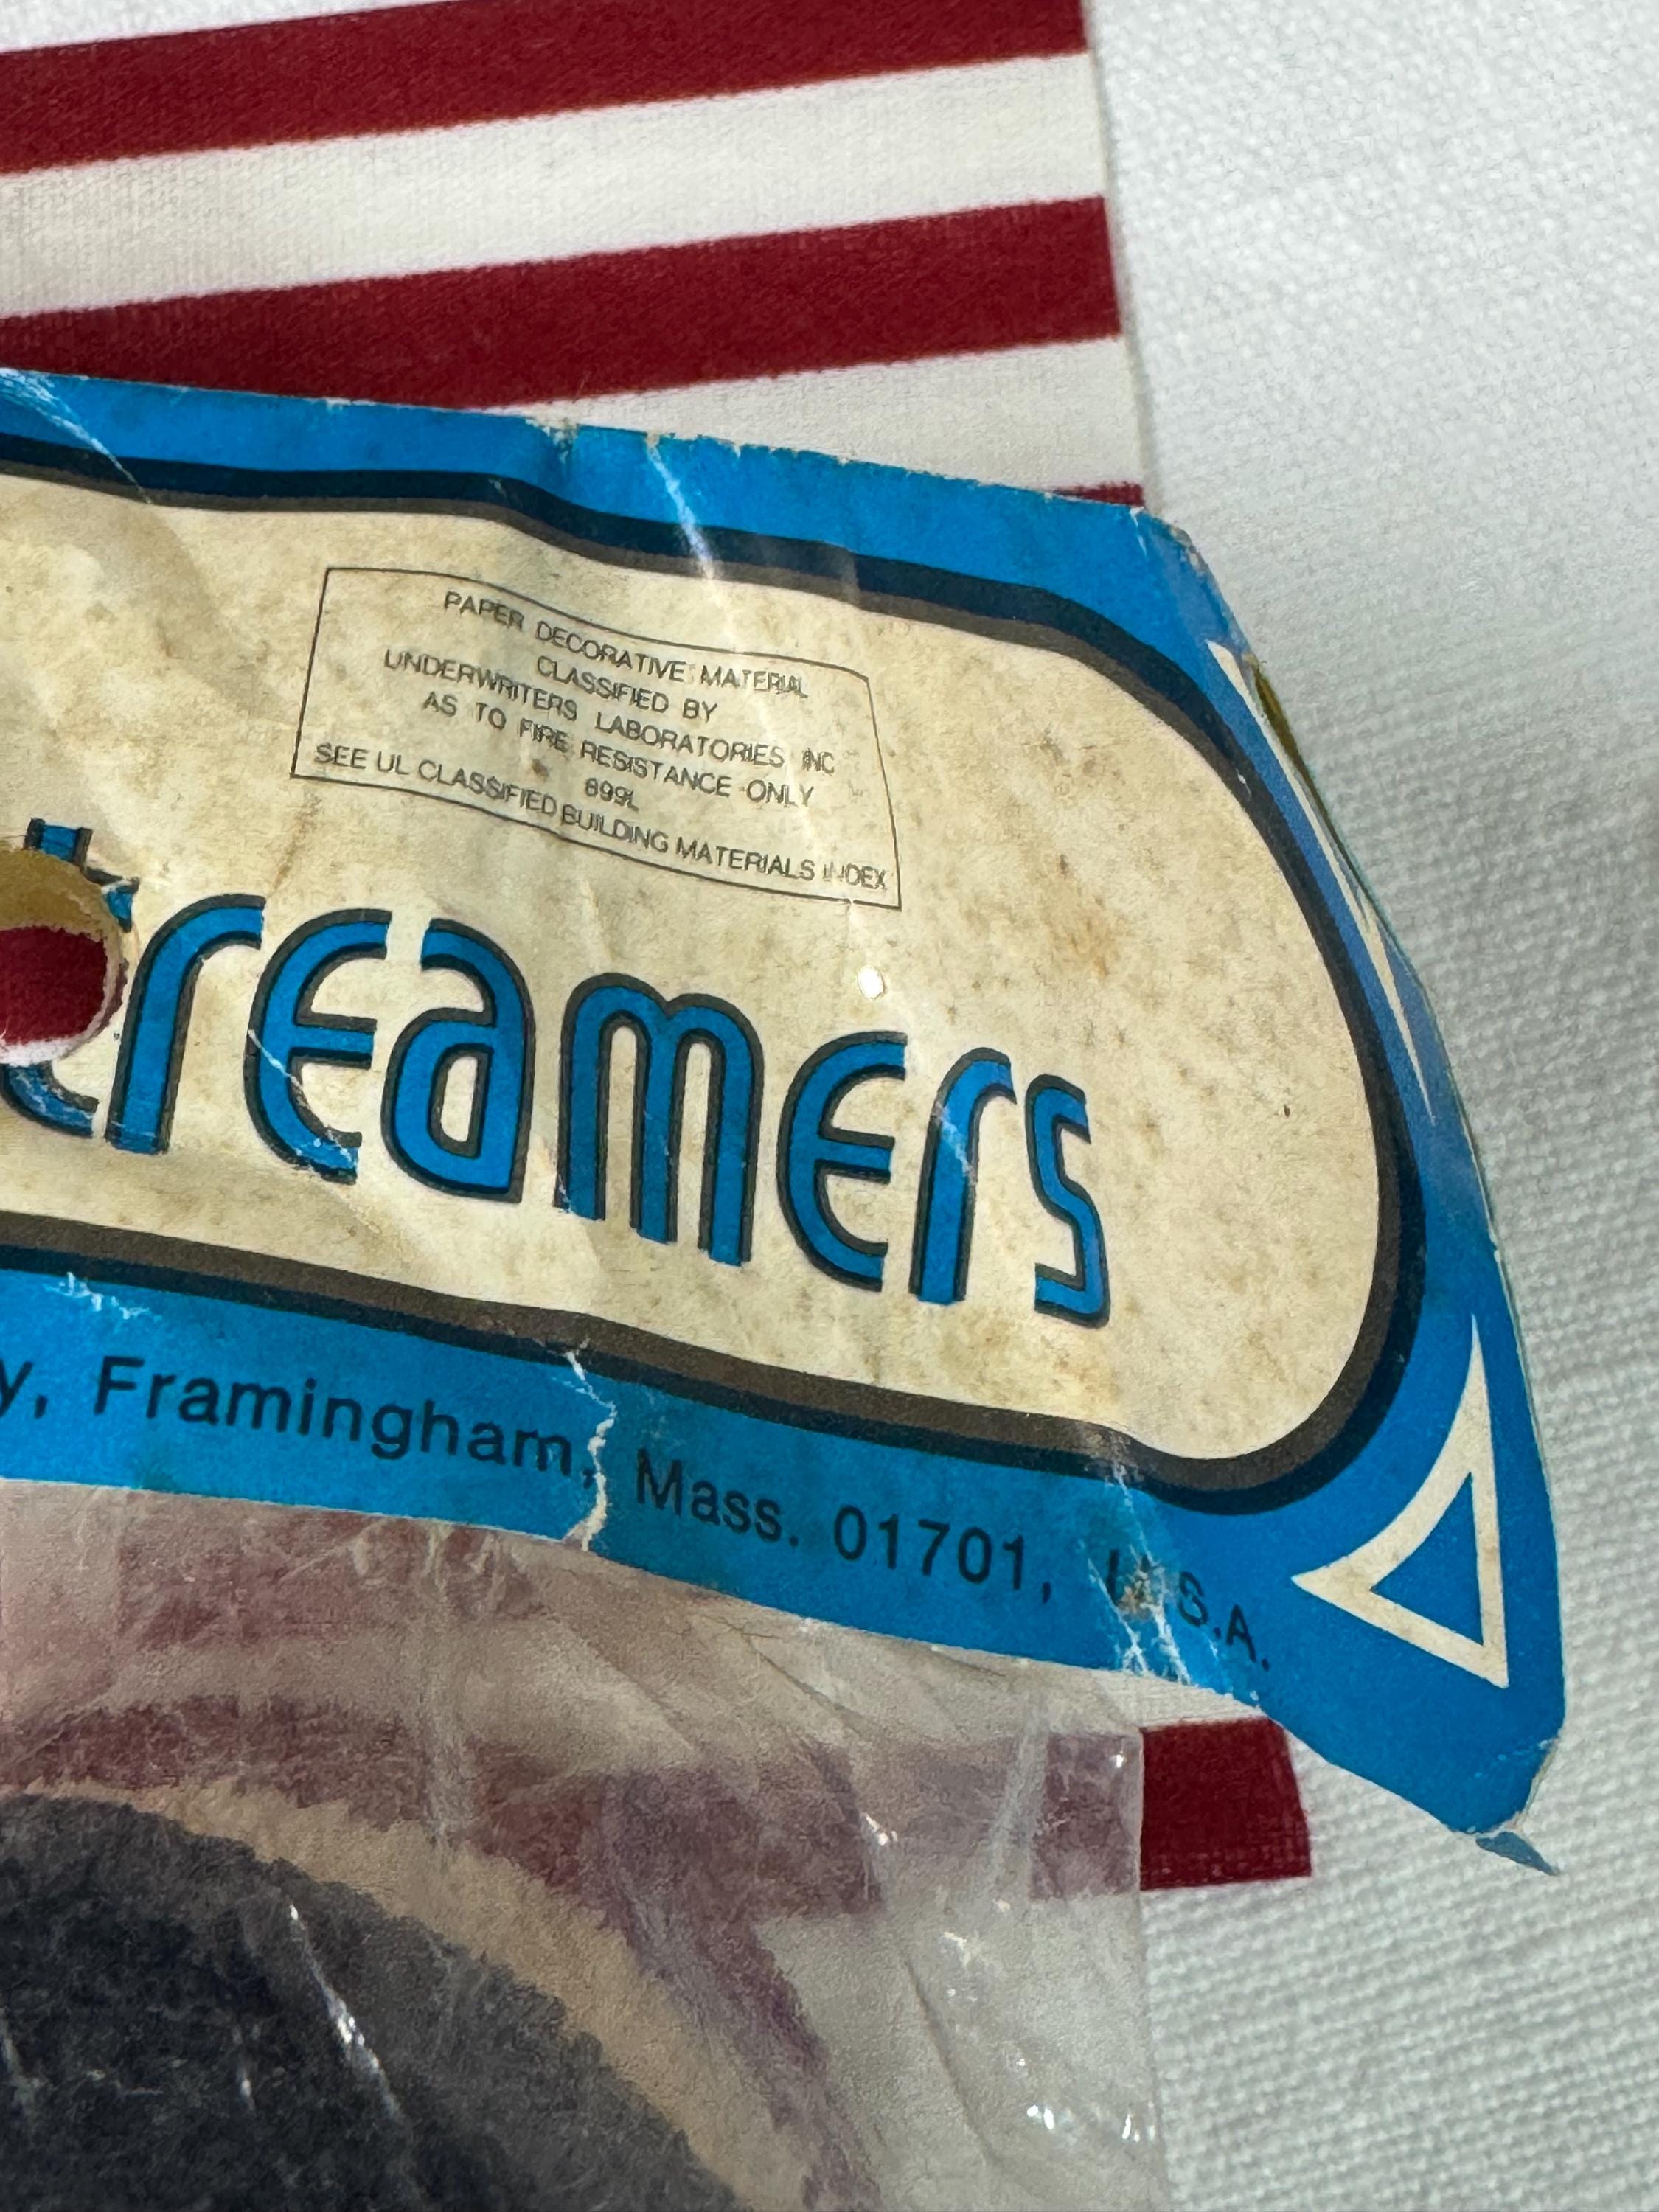 PAPER DECORATIVE MATERIAL
CLASSIFIED BY
UNDERWRITERS LABORATORIES INC
AS TO FIRE RESISTANCE ONLY
899L
SEE UL CLASSIFIED BUILDING MATERIALS INDEX
treamers
y, Framingham, Mass. 01701, U.S.A.